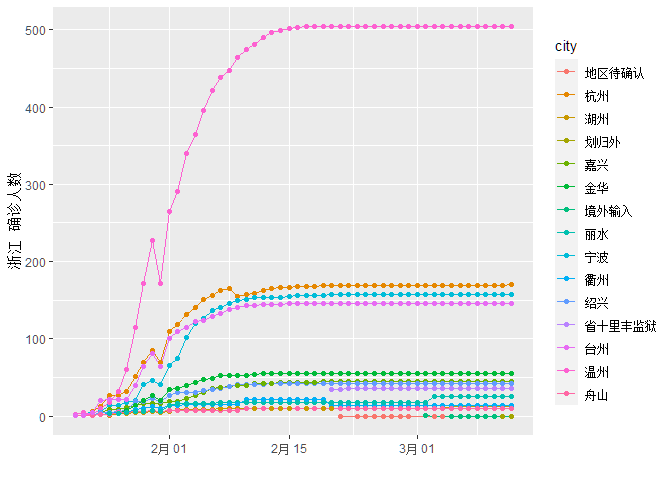 500
400
300
200
100
0
浙江 确诊人数
2月 01
2月 15
3月 01
city
地区待确认
杭州
湖州
划归外
嘉兴
金华
境外输入
丽水
宁波
衢州
绍兴
省十里丰监狱
台州
温州
舟山